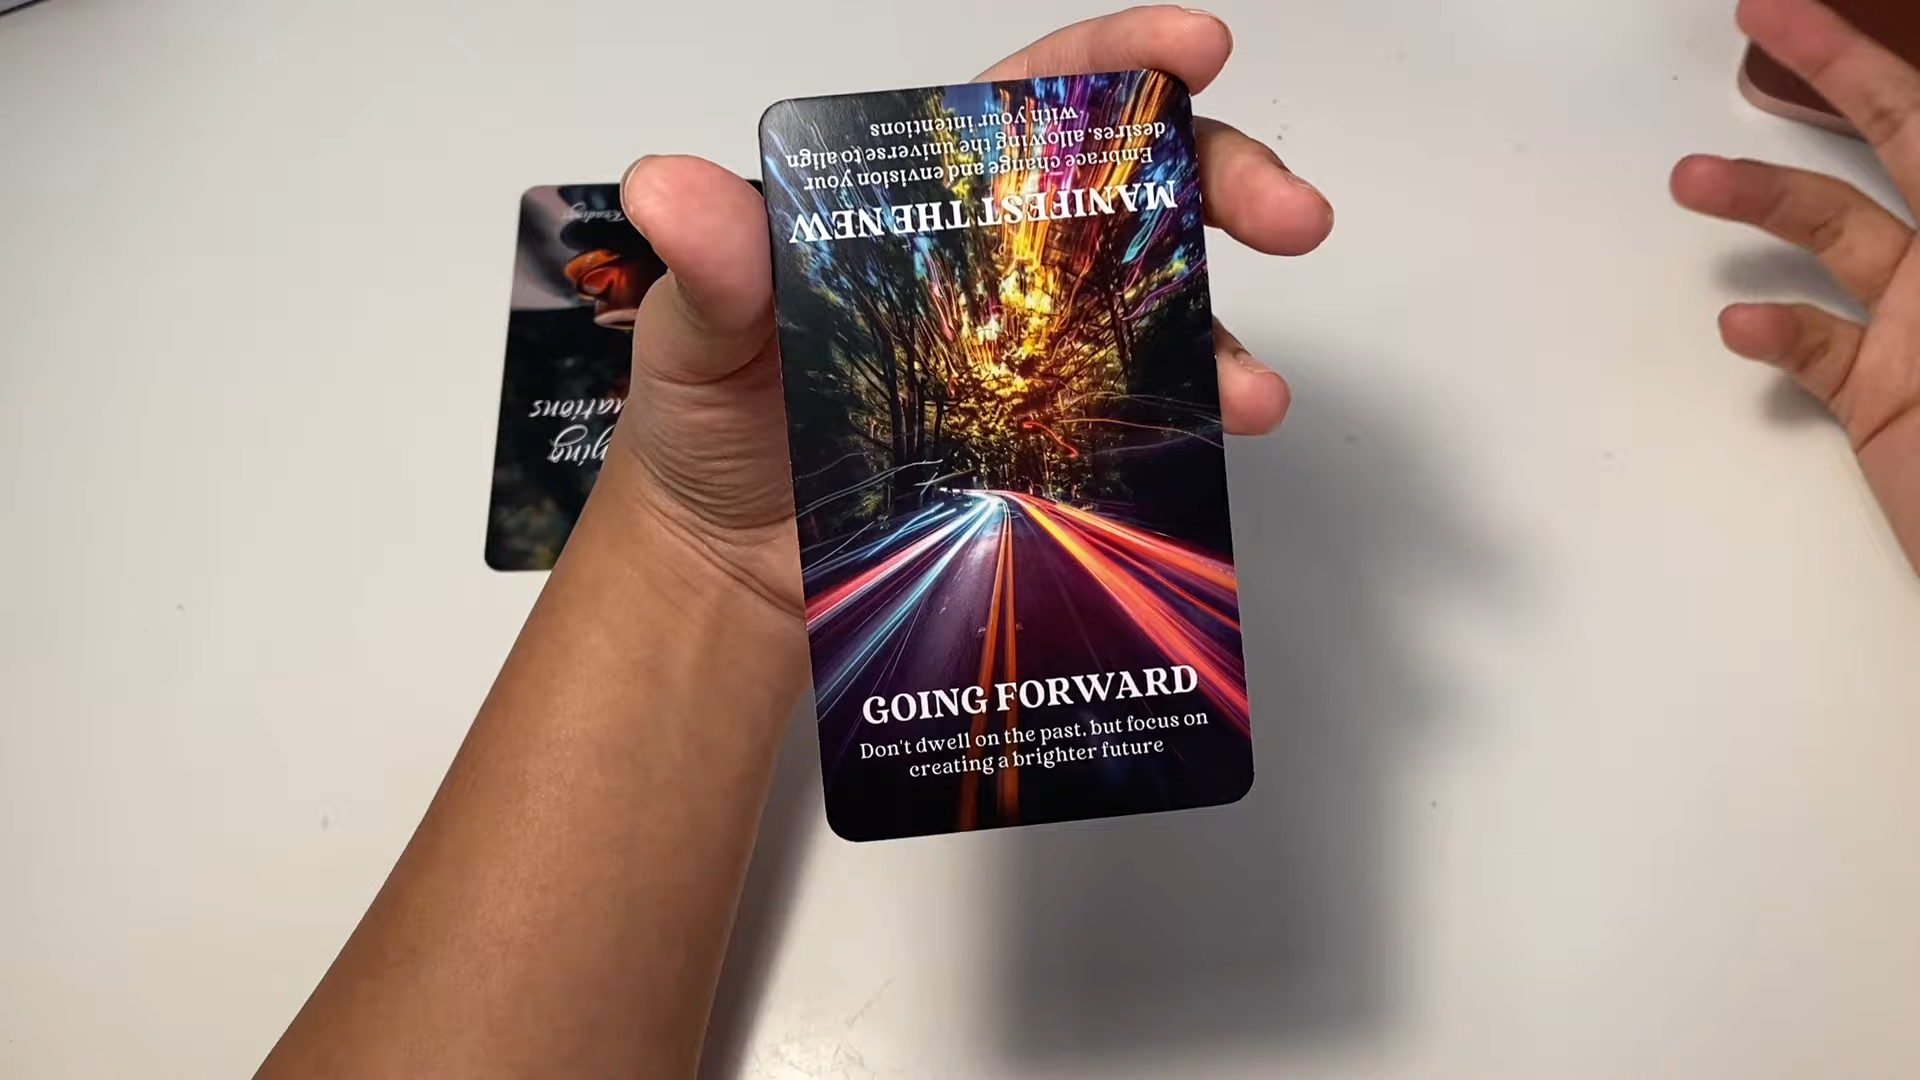 Embrace change and envision your
desires, allowing the universe to align
with your intentions
MANIFEST THE NEW
GOING FORWARD
Don't dwell on the past, but focus on
creating a brighter future
Readings